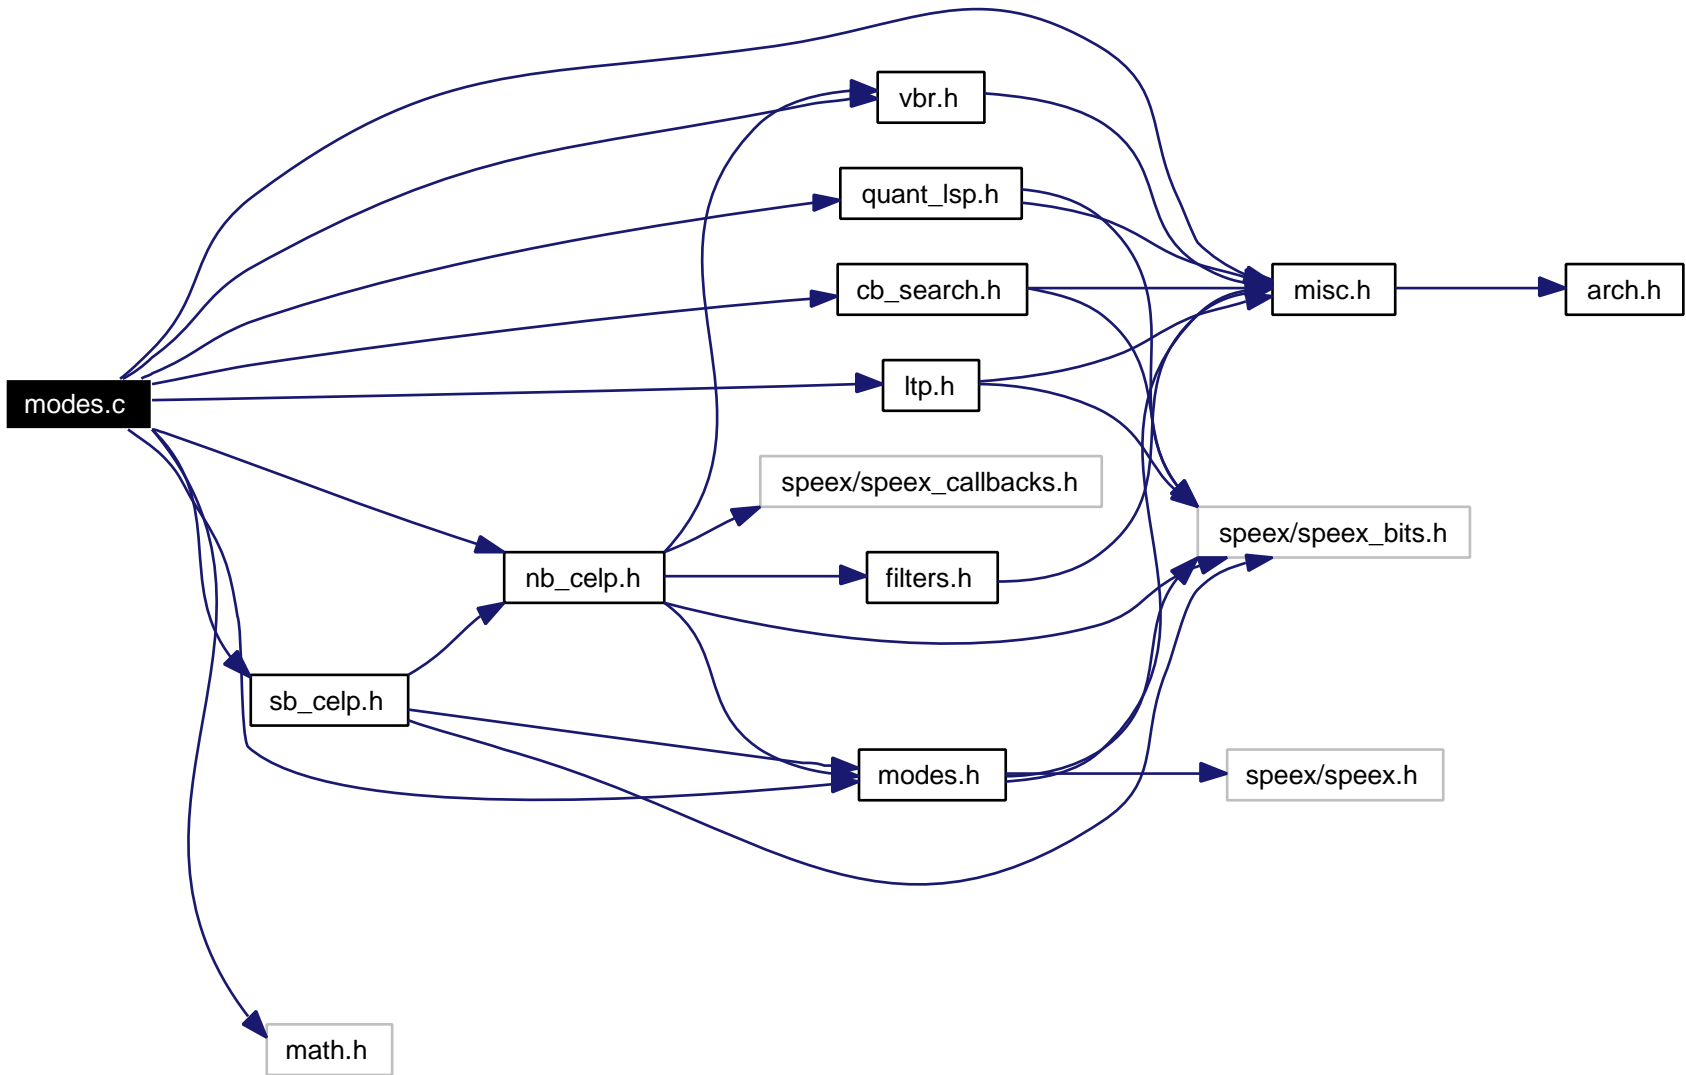 vbr.h
quant_lsp.h
cb_search.h
misc.h
arch.h
ltp.h
modes.c
speex/speex_callbacks.h
speex/speex_bits.h
nb_celp.h
filters.h
sb_celp.h
modes.h
speex/speex.h
math.h